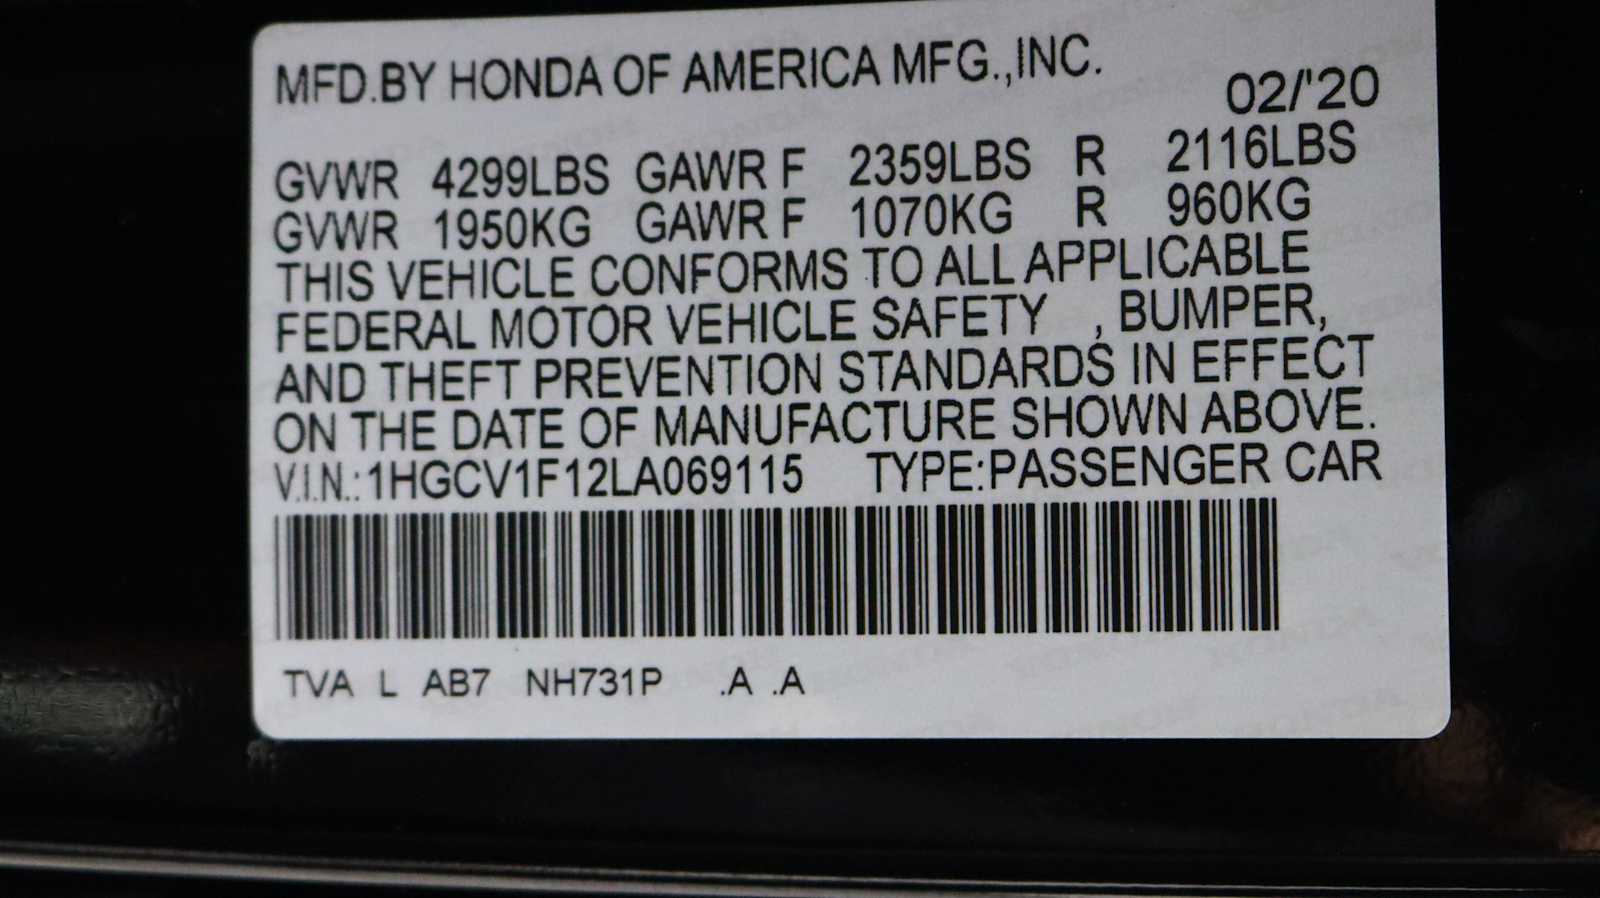 MFD.BY HONDA OF AMERICA MFG.,INC.
02/'20
GVWR 4299LBS GAWR F 2359LBS R 2116LBS
GVWR 1950KG GAWR F 1070KG R 960KG
THIS VEHICLE CONFORMS TO ALL APPLICABLE
FEDERAL MOTOR VEHICLE SAFETY , BUMPER,
AND THEFT PREVENTION STANDARDS IN EFFECT
ON THE DATE OF MANUFACTURE SHOWN ABOVE.
V.I.N.:1HGCV1F12LA069115 TYPE:PASSENGER CAR
TVA L AB7 NH731P .A .A